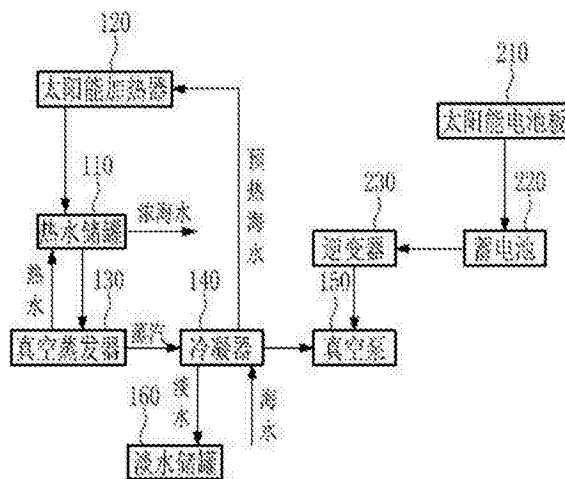 120
太阳能加热器
210
太阳能电池板
预热海水
110
热水储罐
浓海水
230
逆变器
220
蓄电池
热水
130
真空蒸发器
蒸汽
140
冷凝器
150
真空泵
淡水
海水
160
淡水储罐